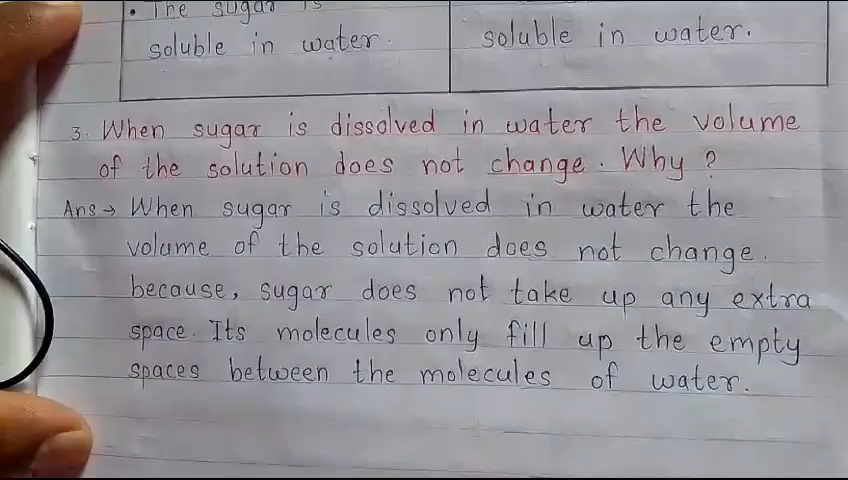 • The sugar is
soluble in water.
soluble in water.
3. When sugar is dissolved in water the volume
of the solution does not change. Why?
Ans → When sugar is dissolved in water the
volume of the solution does not change.
because, sugar does not take up any extra
space. Its molecules only fill up the empty
spaces between the molecules of water.